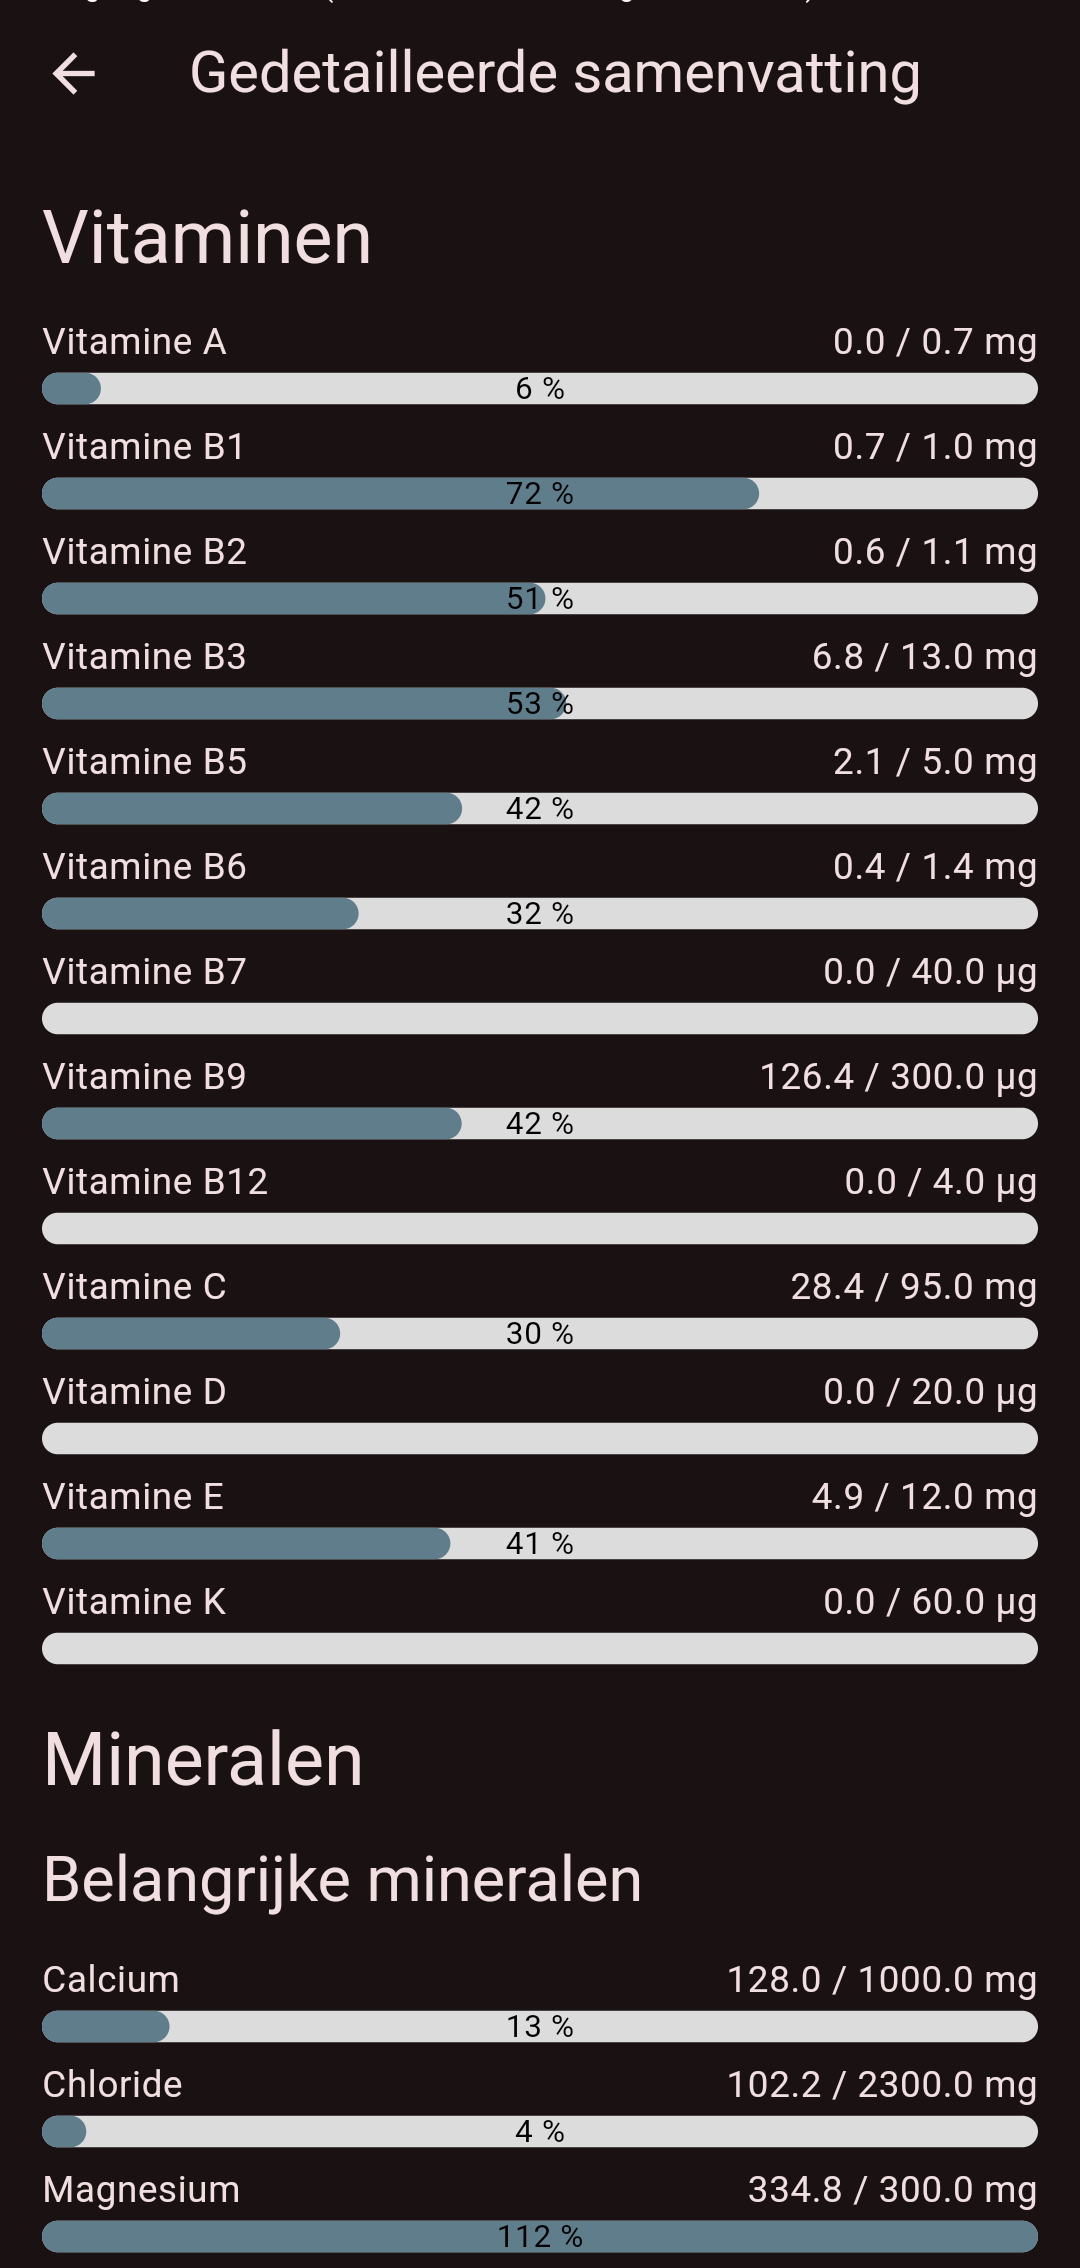 Gedetailleerde samenvatting
Vitaminen
Vitamine A 0.0 / 0.7 mg
6 %
Vitamine B1 0.7 / 1.0 mg
72 %
Vitamine B2 0.6 / 1.1 mg
51 %
Vitamine B3 6.8 / 13.0 mg
53 %
Vitamine B5 2.1 / 5.0 mg
42 %
Vitamine B6 0.4 / 1.4 mg
32 %
Vitamine B7 0.0 / 40.0 µg
Vitamine B9 126.4 / 300.0 µg
42 %
Vitamine B12 0.0 / 4.0 µg
Vitamine C 28.4 / 95.0 mg
30 %
Vitamine D 0.0 / 20.0 µg
Vitamine E 4.9 / 12.0 mg
41 %
Vitamine K 0.0 / 60.0 µg
Mineralen
Belangrijke mineralen
Calcium 128.0 / 1000.0 mg
13 %
Chloride 102.2 / 2300.0 mg
4 %
Magnesium 334.8 / 300.0 mg
112 %